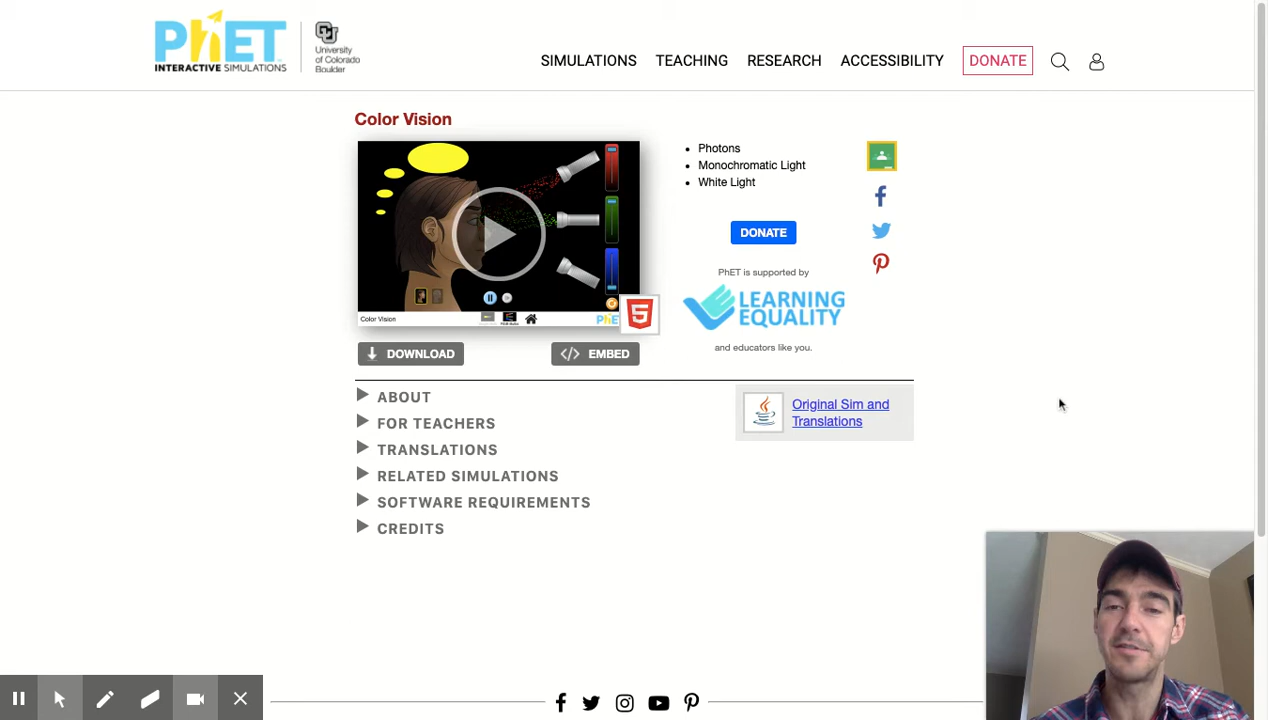 PhET
INTERACTIVE SIMULATIONS
University
of Colorado
Boulder
SIMULATIONS TEACHING RESEARCH ACCESSIBILITY DONATE
Color Vision
Color Vision
DOWNLOAD
EMBED
Photons
Monochromatic Light
White Light
DONATE
PhET is supported by
LEARNING
EQUALITY
and educators like you.
ABOUT
FOR TEACHERS
TRANSLATIONS
RELATED SIMULATIONS
SOFTWARE REQUIREMENTS
CREDITS
Original Sim and
Translations